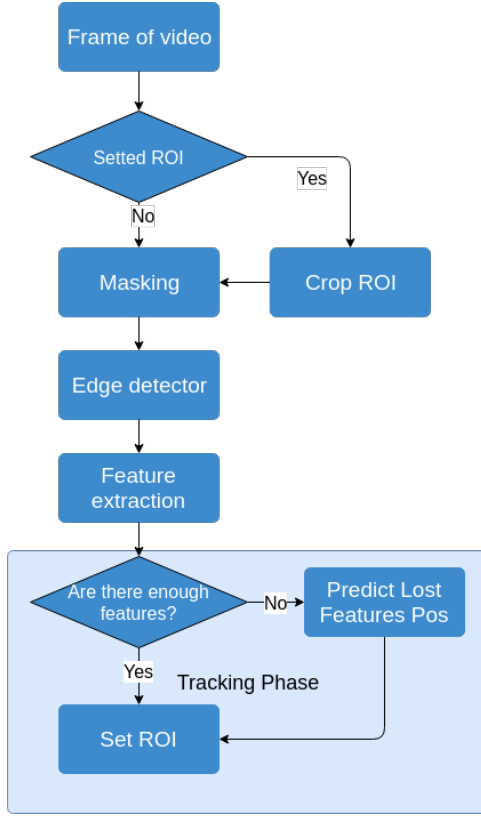 Frame of video
Setted ROI
Yes
No
Masking
Crop ROI
Edge detector
Feature
extraction
Are there enough
features?
No
Predict Lost
Features Pos
Yes
Tracking Phase
Set ROI